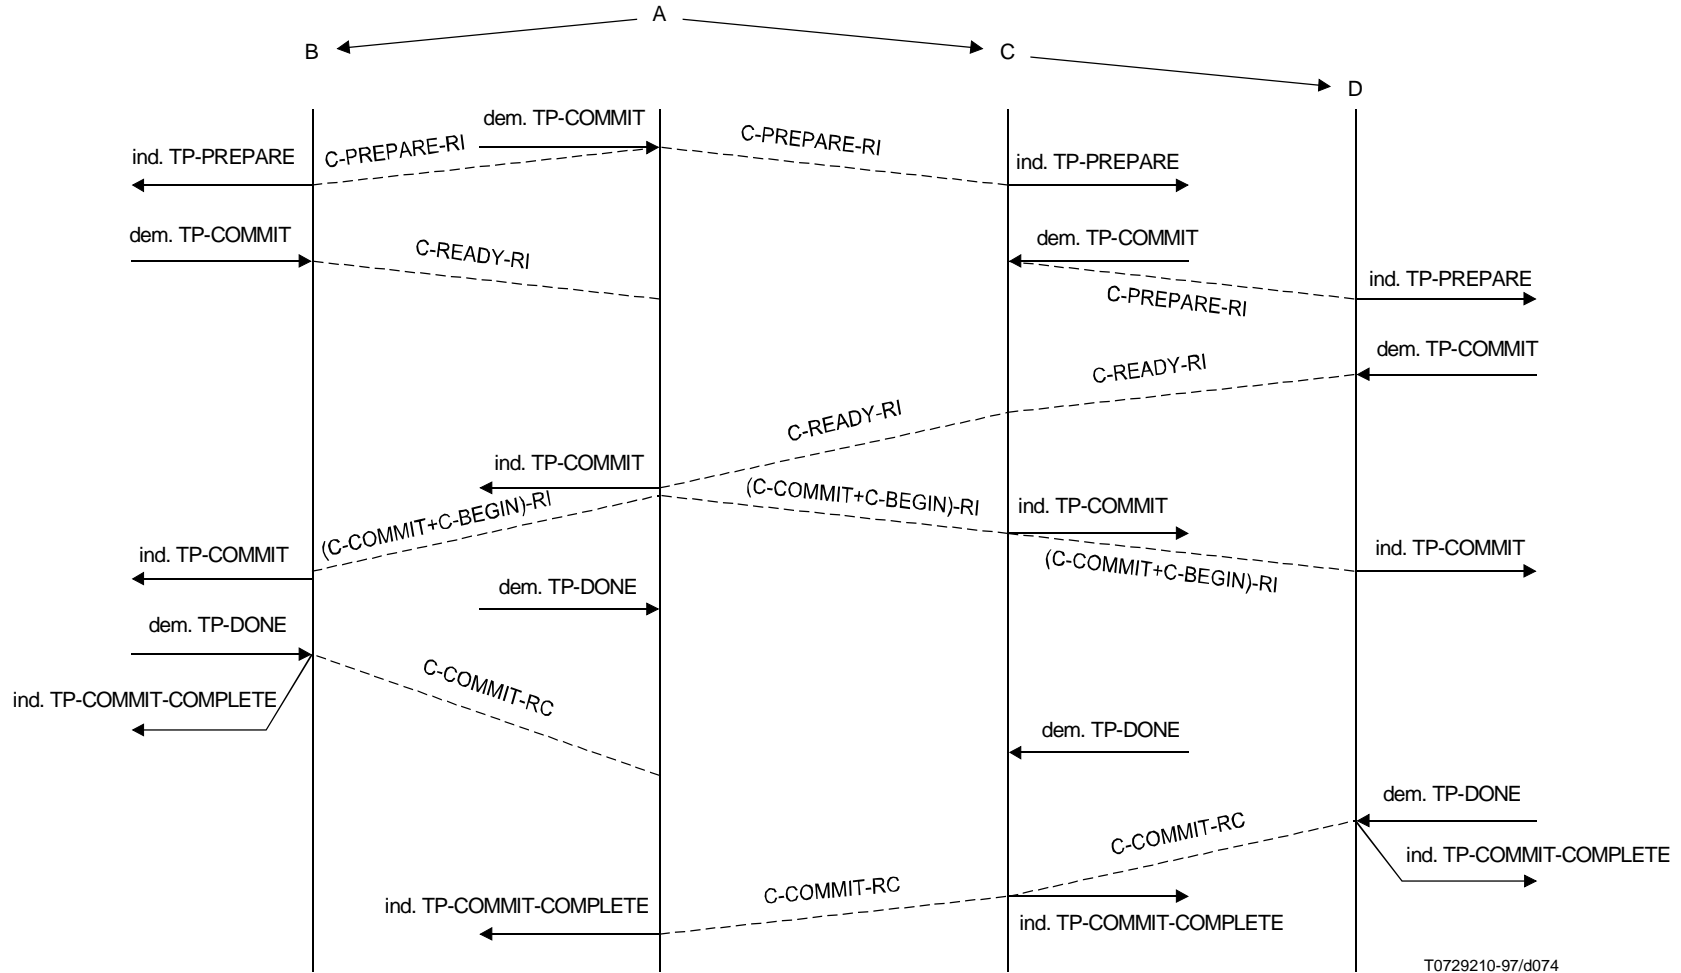 A
B
C
D
dem. TP-COMMIT
ind. TP-PREPARE
C-PREPARE-RI
C-PREPARE-RI
ind. TP-PREPARE
dem. TP-COMMIT
C-READY-RI
dem. TP-COMMIT
C-PREPARE-RI
ind. TP-PREPARE
dem. TP-COMMIT
C-READY-RI
C-READY-RI
ind. TP-COMMIT
(C-COMMIT+C-BEGIN)-RI
(C-COMMIT+C-BEGIN)-RI
ind. TP-COMMIT
ind. TP-COMMIT
(C-COMMIT+C-BEGIN)-RI
ind. TP-COMMIT
dem. TP-DONE
dem. TP-DONE
C-COMMIT-RC
ind. TP-COMMIT-COMPLETE
dem. TP-DONE
dem. TP-DONE
C-COMMIT-RC
ind. TP-COMMIT-COMPLETE
C-COMMIT-RC
ind. TP-COMMIT-COMPLETE
ind. TP-COMMIT-COMPLETE
T0729210-97/d074